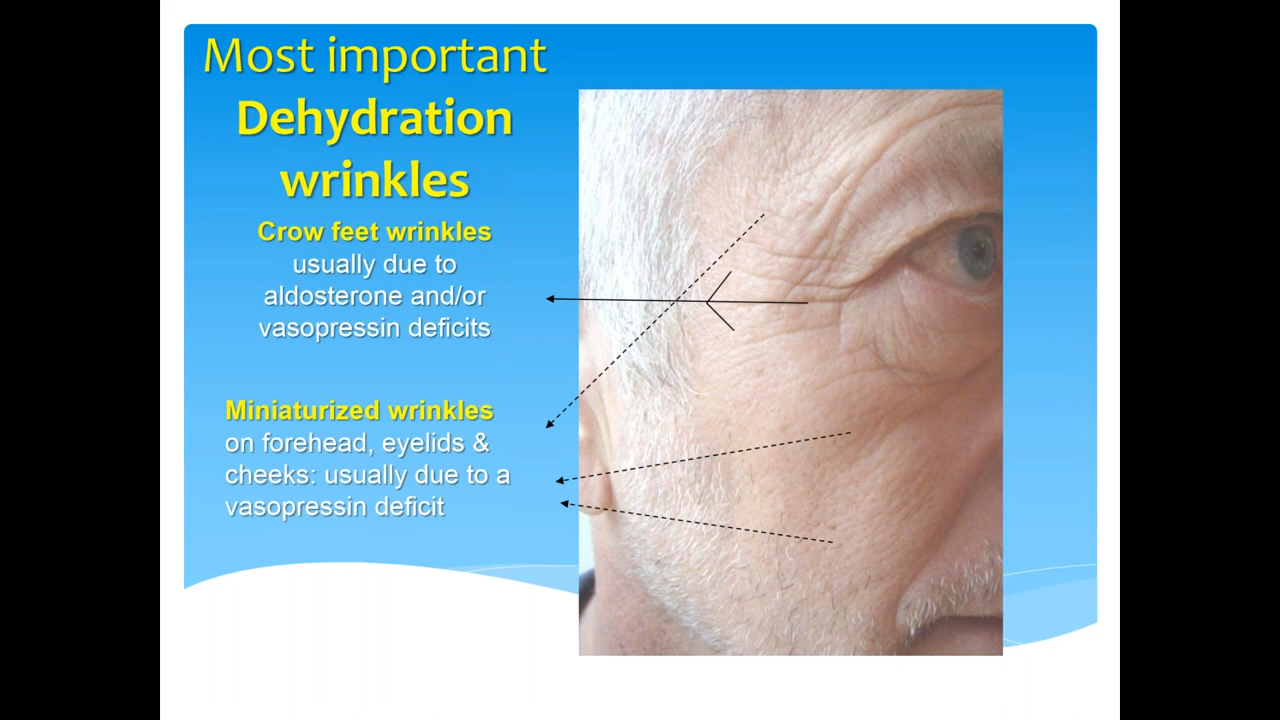 Most important
Dehydration
wrinkles
Crow feet wrinkles
usually due to
aldosterone and/or
vasopressin deficits
Miniaturized wrinkles
on forehead, eyelids &
cheeks: usually due to a
vasopressin deficit